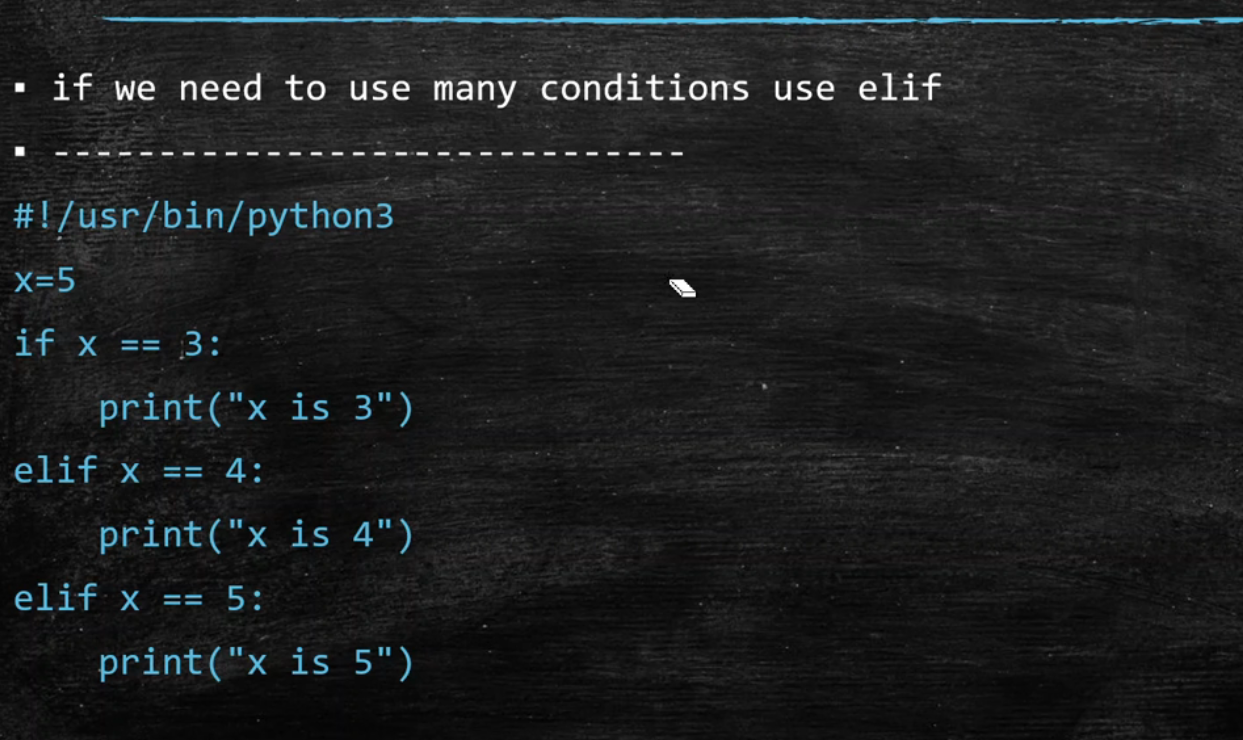 ▪ if we need to use many conditions use elif
▪ ------------------------------
#!/usr/bin/python3
x=5
if x == 3:
    print("x is 3")
elif x == 4:
    print("x is 4")
elif x == 5:
    print("x is 5")